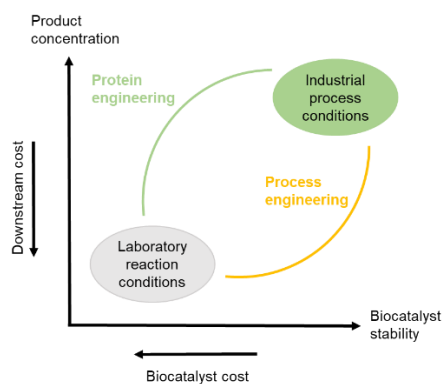 Product
concentration
Protein
engineering
Industrial
process
conditions
Process
engineering
Downstream cost
Laboratory
reaction
conditions
Biocatalyst
stability
Biocatalyst cost